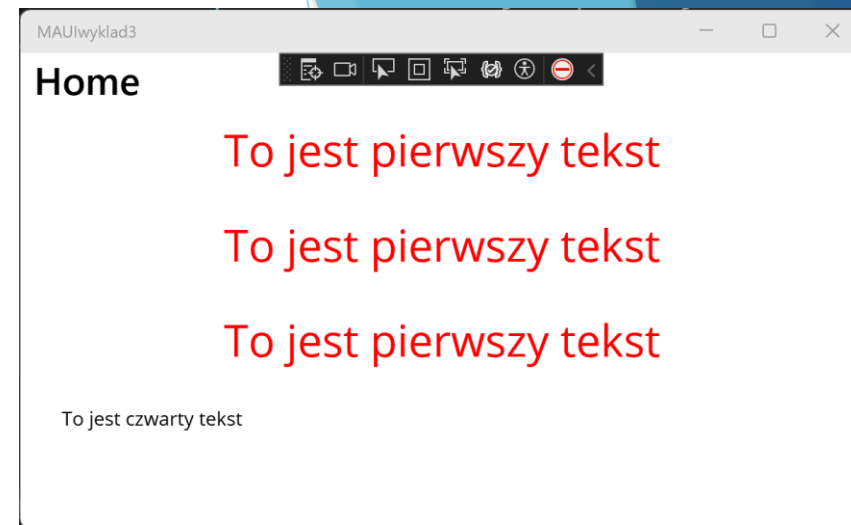 MAUIwyklad3
Home
To jest pierwszy tekst
To jest pierwszy tekst
To jest pierwszy tekst
To jest czwarty tekst